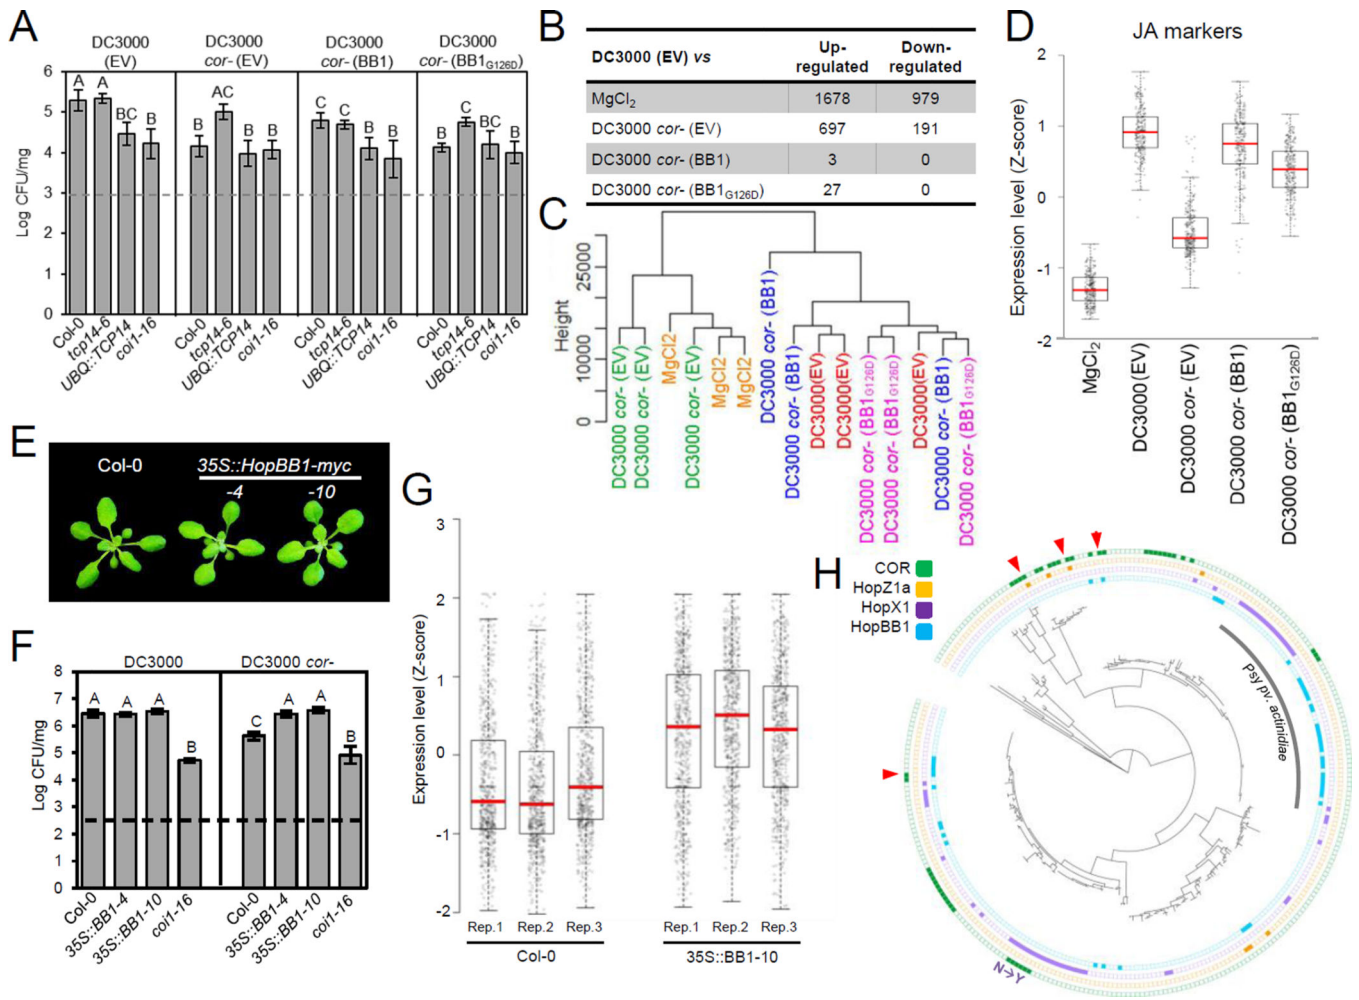 A
DC3000 (EV)
DC3000 cor- (EV)
DC3000 cor- (BB1)
DC3000 cor- (BB1G126D)
Log CFU/mg
6
5
4
3
2
1
0
A A BC B
B AC B B
C C B B
B C BC B
Col-0 tcp14-6 UBQ::TCP14 coi1-16
Col-0 tcp14-6 UBQ::TCP14 coi1-16
Col-0 tcp14-6 UBQ::TCP14 coi1-16
Col-0 tcp14-6 UBQ::TCP14 coi1-16
B
DC3000 (EV) vs Up-regulated Down-regulated
MgCl₂ 1678 979
DC3000 cor- (EV) 697 191
DC3000 cor- (BB1) 3 0
DC3000 cor- (BB1G126D) 27 0
C
Height
0 10000 25000
DC3000 cor- (EV)
DC3000 cor- (EV)
MgCl2
DC3000 cor- (EV)
MgCl2
MgCl2
DC3000 cor- (BB1)
DC3000 cor- (BB1)
DC3000(EV)
DC3000(EV)
DC3000 cor- (BB1G126D)
DC3000 cor- (BB1G126D)
DC3000(EV)
DC3000 cor- (BB1)
DC3000 cor- (BB1G126D)
D
JA markers
Expression level (Z-score)
2
1
0
-1
-2
MgCl₂
DC3000 (EV)
DC3000 cor- (EV)
DC3000 cor- (BB1)
DC3000 cor- (BB1G126D)
E
Col-0
35S::HopBB1-myc
-4 -10
F
DC3000
DC3000 cor-
Log CFU/mg
8
7
6
5
4
3
2
1
0
A A A B
C A A B
Col-0 35S::BB1-4 35S::BB1-10 coi1-16
Col-0 35S::BB1-4 35S::BB1-10 coi1-16
G
Expression level (Z-score)
3
2
1
0
-1
-2
Rep.1 Rep.2 Rep.3
Col-0
Rep.1 Rep.2 Rep.3
35S::BB1-10
H
COR
HopZ1a
HopX1
HopBB1
Psy pv. actinidiae
N→Y